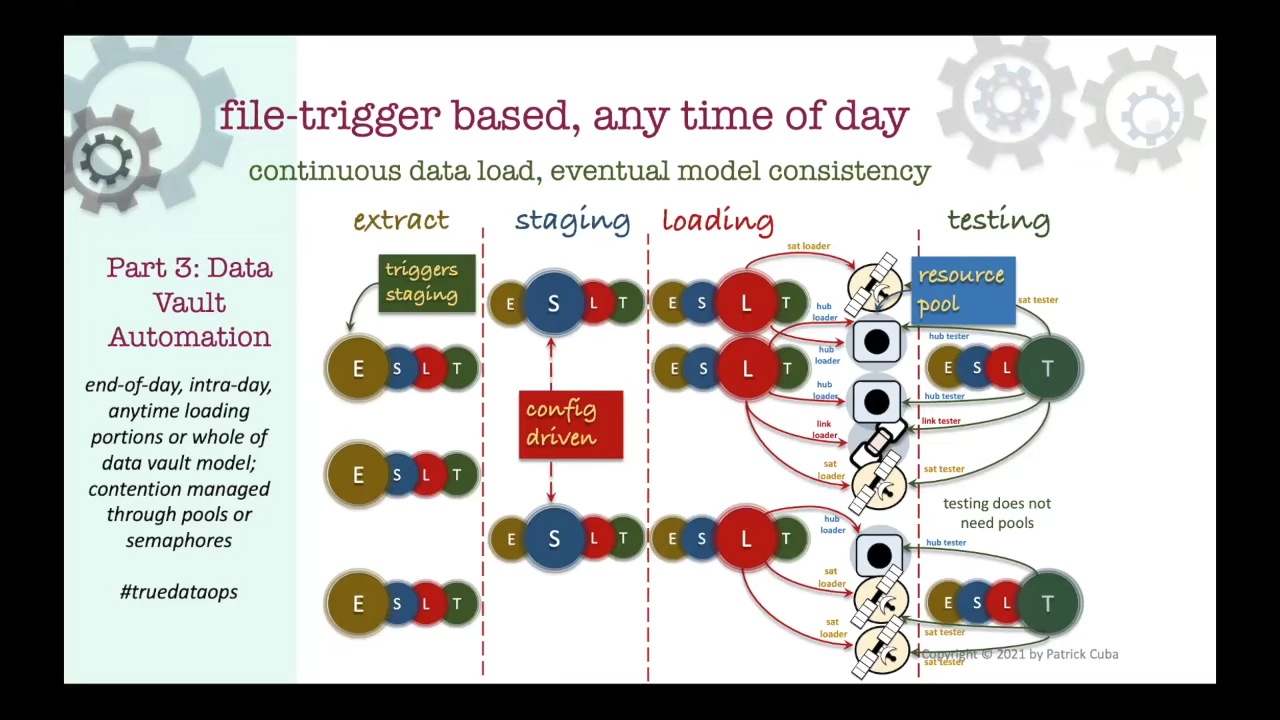 file-trigger based, any time of day
continuous data load, eventual model consistency
Part 3: Data
Vault
Automation
end-of-day, intra-day,
anytime loading
portions or whole of
data vault model;
contention managed
through pools or
semaphores
#truedataops
extract
triggers
staging
E S L T
E S L T
E S L T
staging
E S L T
config
driven
E S L T
loading
E S L T
E S L T
E S L T
sat loader
hub
loader
hub
loader
hub
loader
link
loader
sat
loader
hub
loader
sat
loader
sat
loader
testing
resource
pool
sat tester
hub tester
E S L T
hub tester
link tester
sat tester
testing does not
need pools
hub tester
E S L T
sat tester
Copyright © 2021 by Patrick Cuba
sat tester